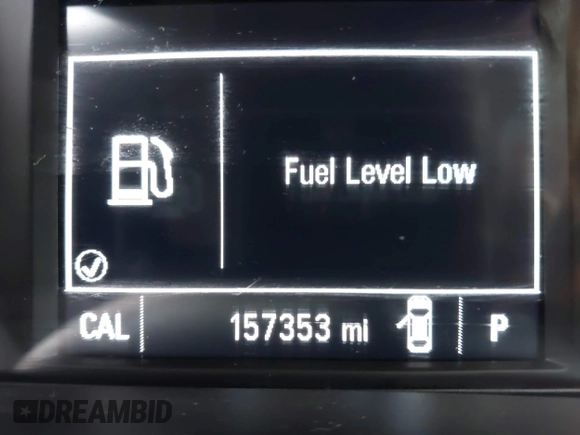 Fuel Level Low
CAL
157353 mi
P
DREAMBID